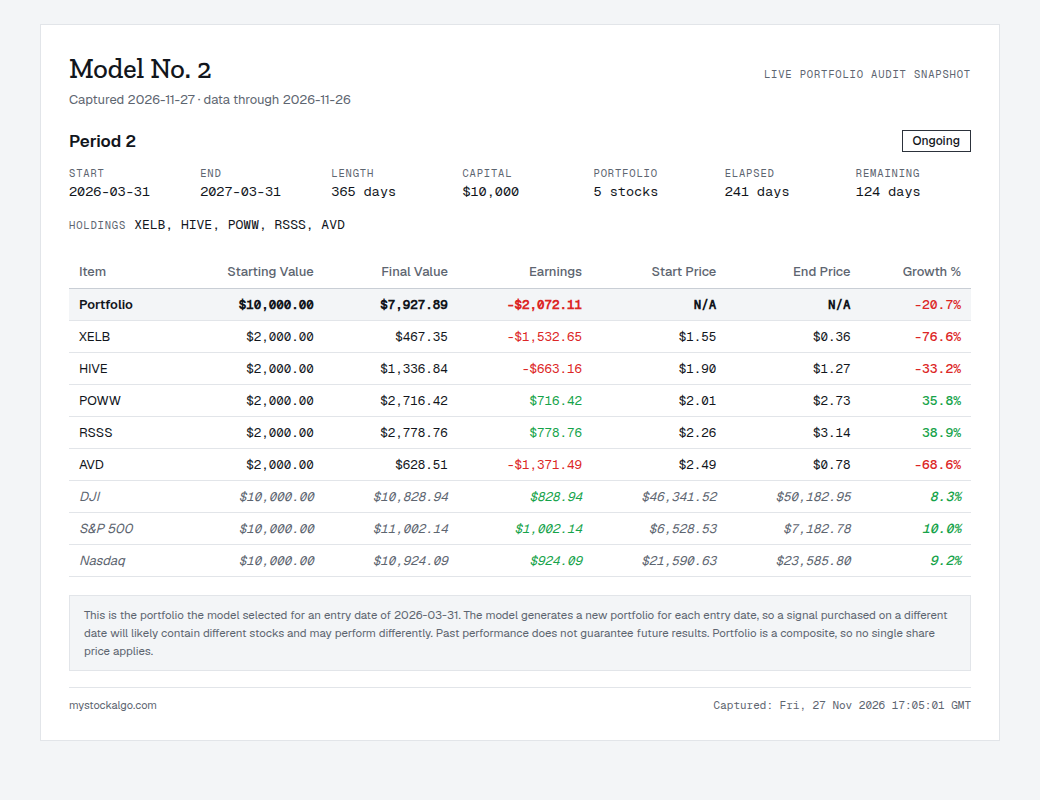 Model No. 2
LIVE PORTFOLIO AUDIT SNAPSHOT
Captured 2026-11-27 · data through 2026-11-26
Period 2
Ongoing
START END LENGTH CAPITAL PORTFOLIO ELAPSED REMAINING
2026-03-31 2027-03-31 365 days $10,000 5 stocks 241 days 124 days
HOLDINGS XELB, HIVE, POWW, RSSS, AVD
Item Starting Value Final Value Earnings Start Price End Price Growth %
Portfolio $10,000.00 $7,927.89 -$2,072.11 N/A N/A -20.7%
XELB $2,000.00 $467.35 -$1,532.65 $1.55 $0.36 -76.6%
HIVE $2,000.00 $1,336.84 -$663.16 $1.90 $1.27 -33.2%
POWW $2,000.00 $2,716.42 $716.42 $2.01 $2.73 35.8%
RSSS $2,000.00 $2,778.76 $778.76 $2.26 $3.14 38.9%
AVD $2,000.00 $628.51 -$1,371.49 $2.49 $0.78 -68.6%
DJI $10,000.00 $10,828.94 $828.94 $46,341.52 $50,182.95 8.3%
S&P 500 $10,000.00 $11,002.14 $1,002.14 $6,528.53 $7,182.78 10.0%
Nasdaq $10,000.00 $10,924.09 $924.09 $21,590.63 $23,585.80 9.2%
This is the portfolio the model selected for an entry date of 2026-03-31. The model generates a new portfolio for each entry date, so a signal purchased on a different
date will likely contain different stocks and may perform differently. Past performance does not guarantee future results. Portfolio is a composite, so no single share
price applies.
mystockalgo.com
Captured: Fri, 27 Nov 2026 17:05:01 GMT